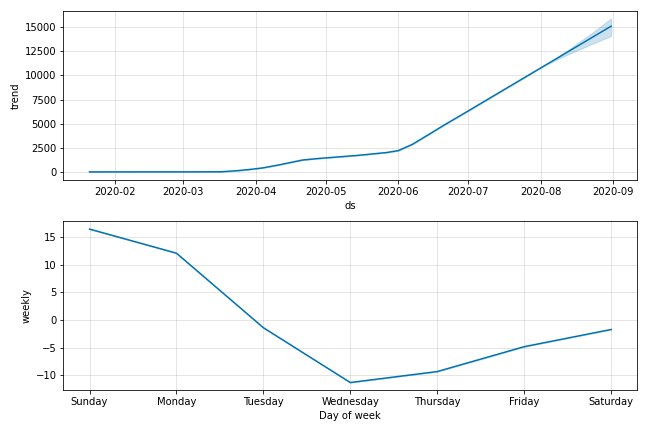 15000
12500
10000
7500
5000
2500
0
trend
2020-02 2020-03 2020-04 2020-05 2020-06 2020-07 2020-08 2020-09
ds
15
10
5
0
−5
−10
weekly
Sunday Monday Tuesday Wednesday Thursday Friday Saturday
Day of week